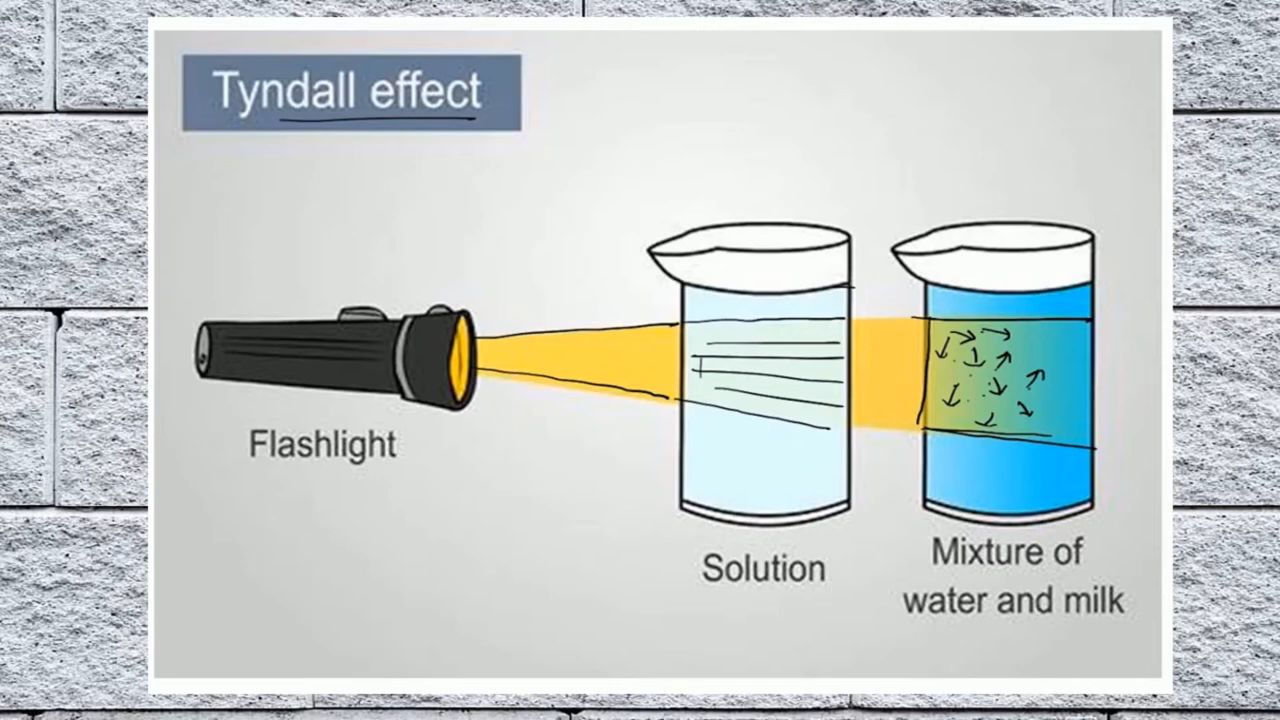 Tyndall effect
Flashlight
Solution
Mixture of
water and milk